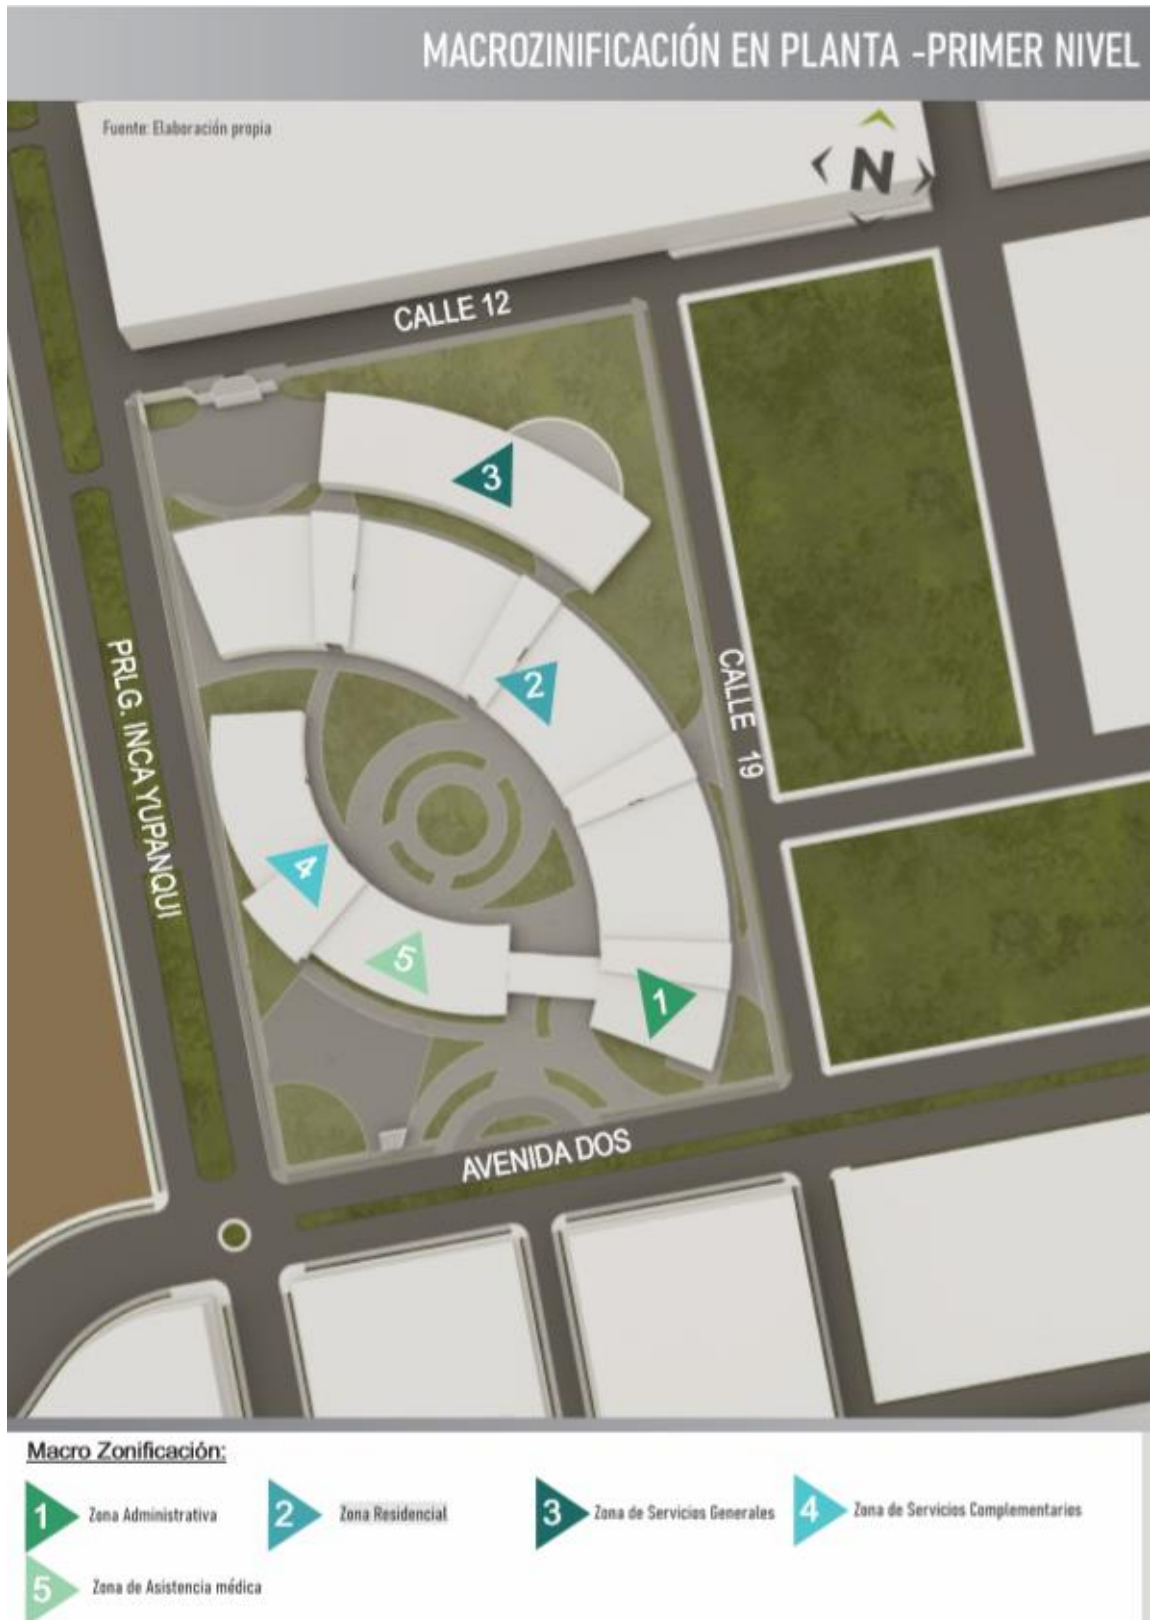 MACROZINIFICACIÓN EN PLANTA -PRIMER NIVEL
Fuente: Elaboración propia
N
CALLE 12
3
2
PRLG. INCA YUPANQUI
CALLE 19
4
5
1
AVENIDA DOS
Macro Zonificación:
1 Zona Administrativa
2 Zona Residencial
3 Zona de Servicios Generales
4 Zona de Servicios Complementarios
5 Zona de Asistencia médica